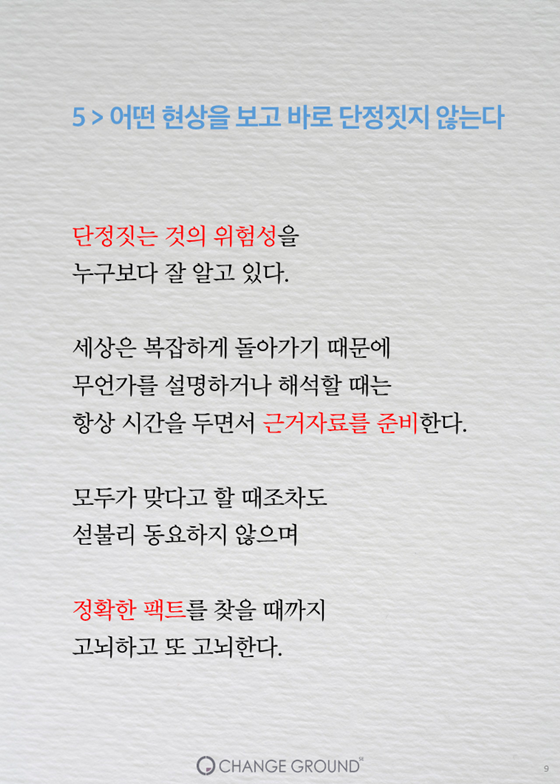 5 > 어떤 현상을 보고 바로 단정짓지 않는다
단정짓는 것의 위험성을
누구보다 잘 알고 있다.
세상은 복잡하게 돌아가기 때문에
무언가를 설명하거나 해석할 때는
항상 시간을 두면서 근거자료를 준비한다.
모두가 맞다고 할 때조차도
섣불리 동요하지 않으며
정확한 팩트를 찾을 때까지
고뇌하고 또 고뇌한다.
CHANGE GROUND
9